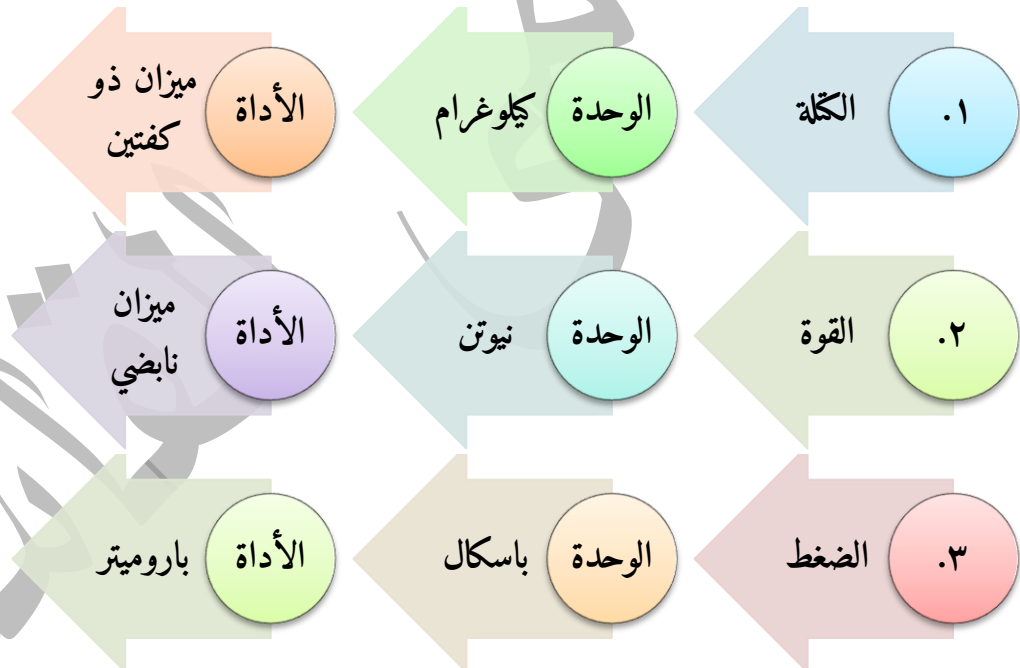 .١
الكتلة
الوحدة
كيلوغرام
الأداة
ميزان ذو
كفتين
.٢
القوة
الوحدة
نيوتن
الأداة
ميزان
نابضي
.٣
الضغط
الوحدة
باسكال
الأداة
باروميتر